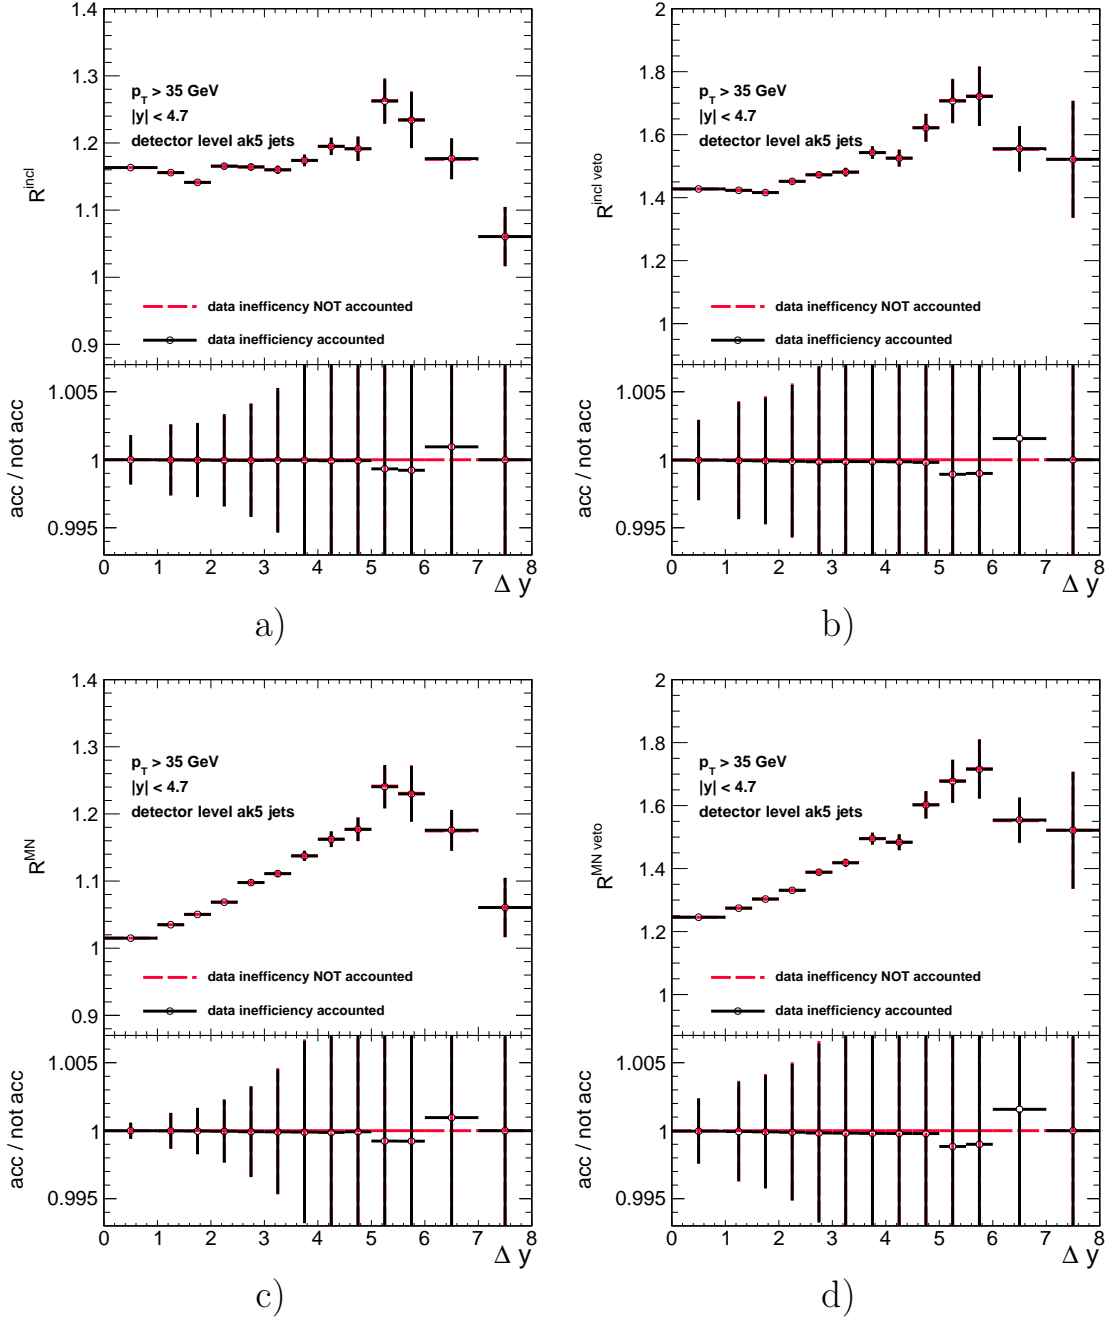 1.4
1.3
1.2
1.1
1
0.9
R^incl
p_T > 35 GeV
|y| < 4.7
detector level ak5 jets
data inefficency NOT accounted
data inefficiency accounted
1.005
1
0.995
acc / not acc
0 1 2 3 4 5 6 7 8
Δ y
a)
2
1.8
1.6
1.4
1.2
1
R^incl veto
p_T > 35 GeV
|y| < 4.7
detector level ak5 jets
data inefficency NOT accounted
data inefficiency accounted
1.005
1
0.995
acc / not acc
0 1 2 3 4 5 6 7 8
Δ y
b)
1.4
1.3
1.2
1.1
1
0.9
R^MN
p_T > 35 GeV
|y| < 4.7
detector level ak5 jets
data inefficency NOT accounted
data inefficiency accounted
1.005
1
0.995
acc / not acc
0 1 2 3 4 5 6 7 8
Δ y
c)
2
1.8
1.6
1.4
1.2
1
R^MN veto
p_T > 35 GeV
|y| < 4.7
detector level ak5 jets
data inefficency NOT accounted
data inefficiency accounted
1.005
1
0.995
acc / not acc
0 1 2 3 4 5 6 7 8
Δ y
d)